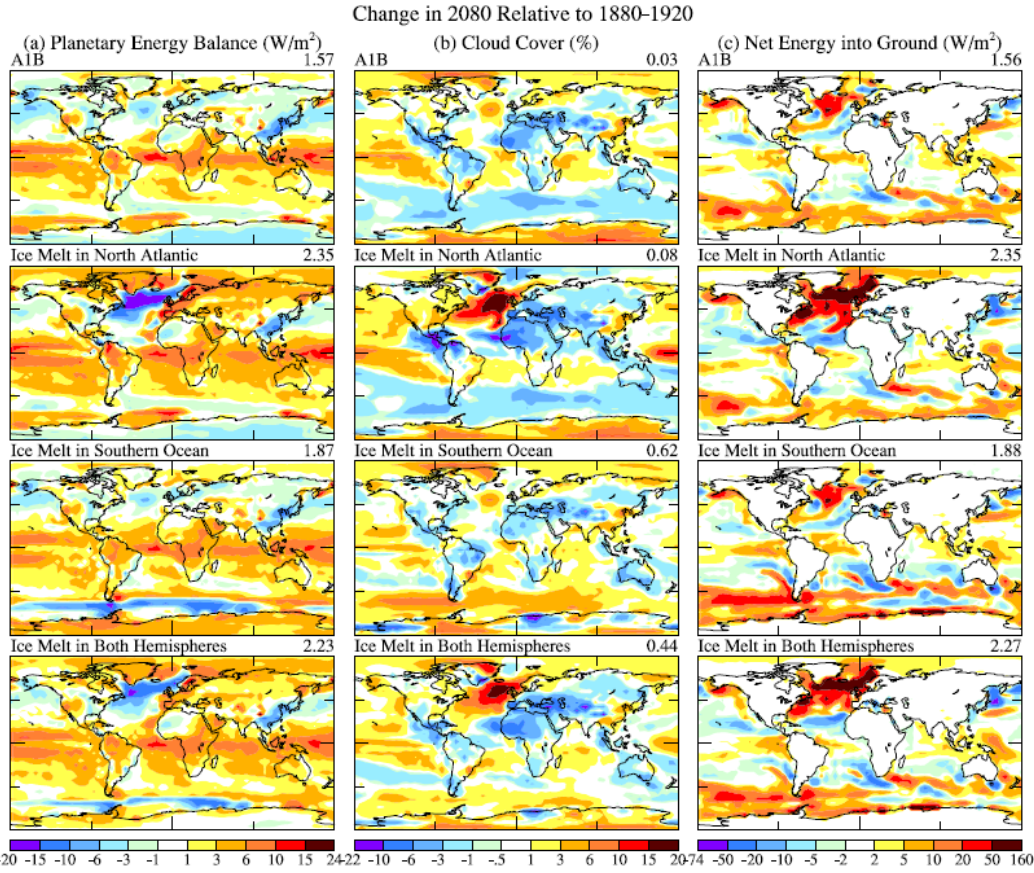 Change in 2080 Relative to 1880–1920
(a) Planetary Energy Balance (W/m²) (b) Cloud Cover (%) (c) Net Energy into Ground (W/m²)
A1B 1.57 A1B 0.03 A1B 1.56
Ice Melt in North Atlantic 2.35 Ice Melt in North Atlantic 0.08 Ice Melt in North Atlantic 2.35
Ice Melt in Southern Ocean 1.87 Ice Melt in Southern Ocean 0.62 Ice Melt in Southern Ocean 1.88
Ice Melt in Both Hemispheres 2.23 Ice Melt in Both Hemispheres 0.44 Ice Melt in Both Hemispheres 2.27
-20 -15 -10 -6 -3 -1 1 3 6 10 15 24 -22 -10 -6 -3 -1 -.5 1 3 6 10 15 20 -74 -50 -20 -10 -5 -2 2 5 10 20 50 160